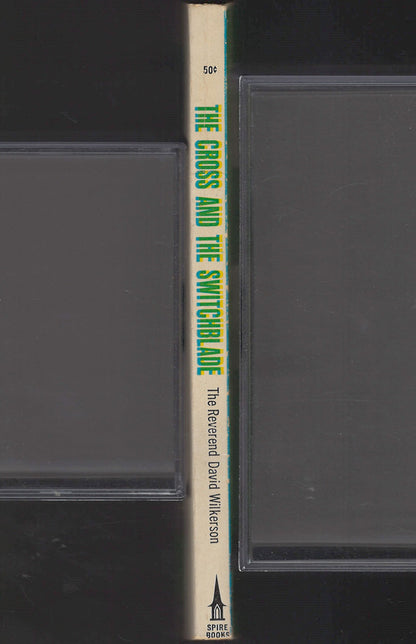 50¢
THE CROSS AND THE SWITCHBLADE
The Reverend David Wilkerson
SPIRE
BOOKS